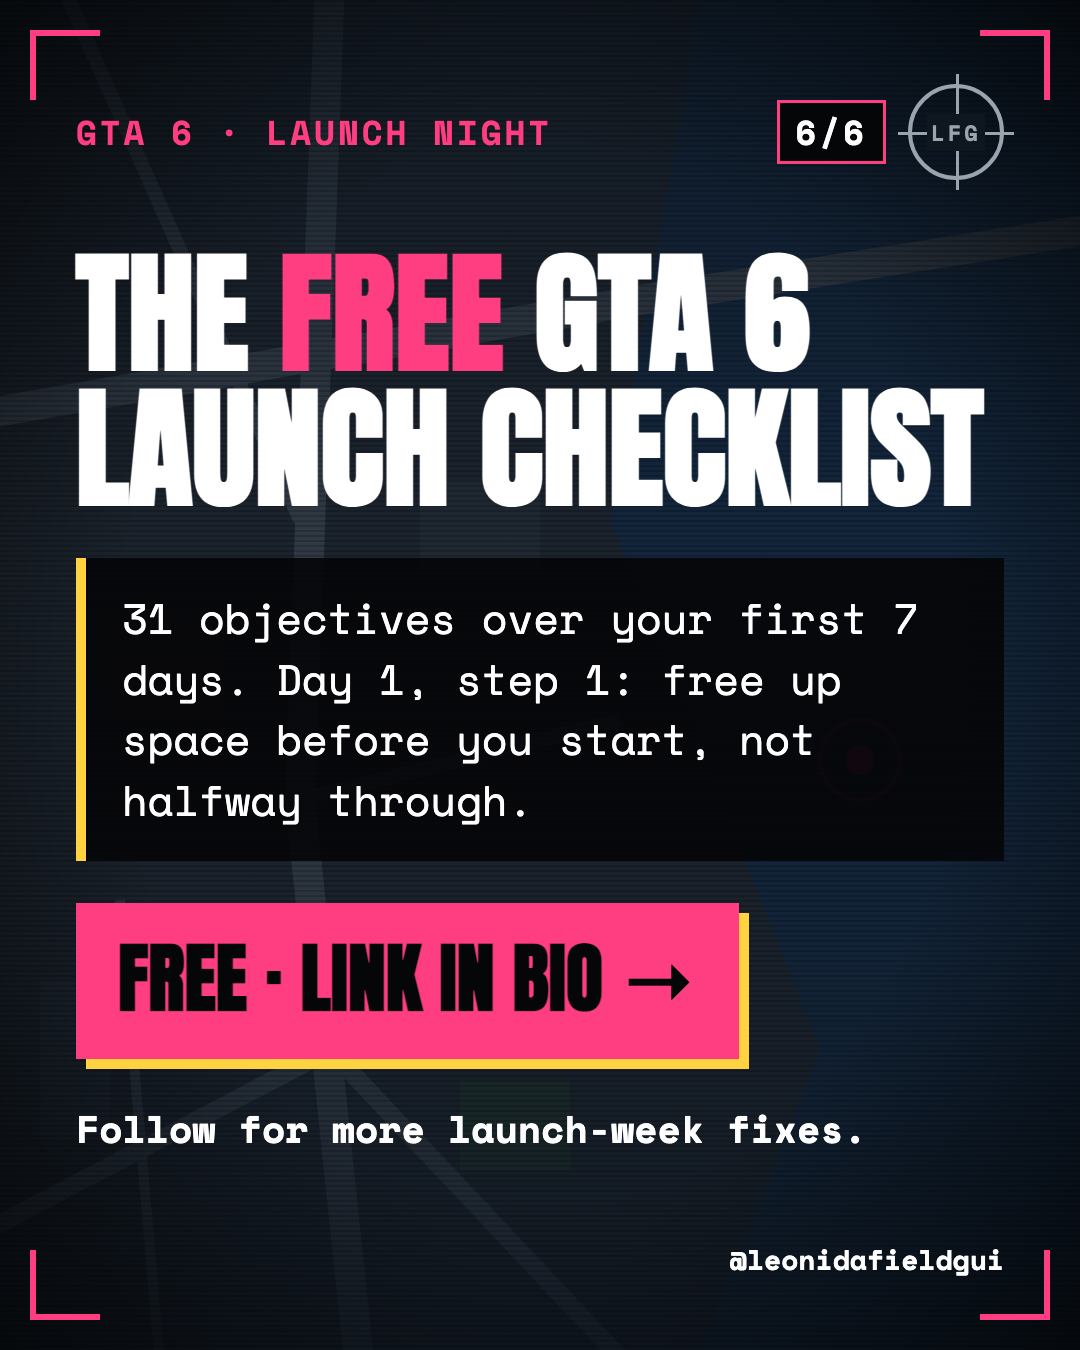 GTA 6 · LAUNCH NIGHT
6/6
LFG
THE FREE GTA 6
LAUNCH CHECKLIST
31 objectives over your first 7
days. Day 1, step 1: free up
space before you start, not
halfway through.
FREE · LINK IN BIO →
Follow for more launch-week fixes.
@leonidafieldgui